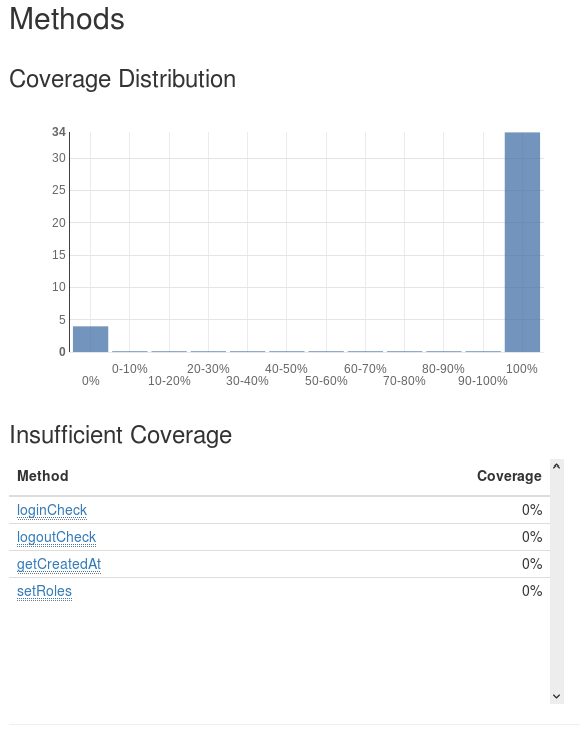 Methods
Coverage Distribution
34
30
25
20
15
10
5
0
0-10% 20-30% 40-50% 60-70% 80-90% 100%
0% 10-20% 30-40% 50-60% 70-80% 90-100%
Insufficient Coverage
Method Coverage
loginCheck 0%
logoutCheck 0%
getCreatedAt 0%
setRoles 0%